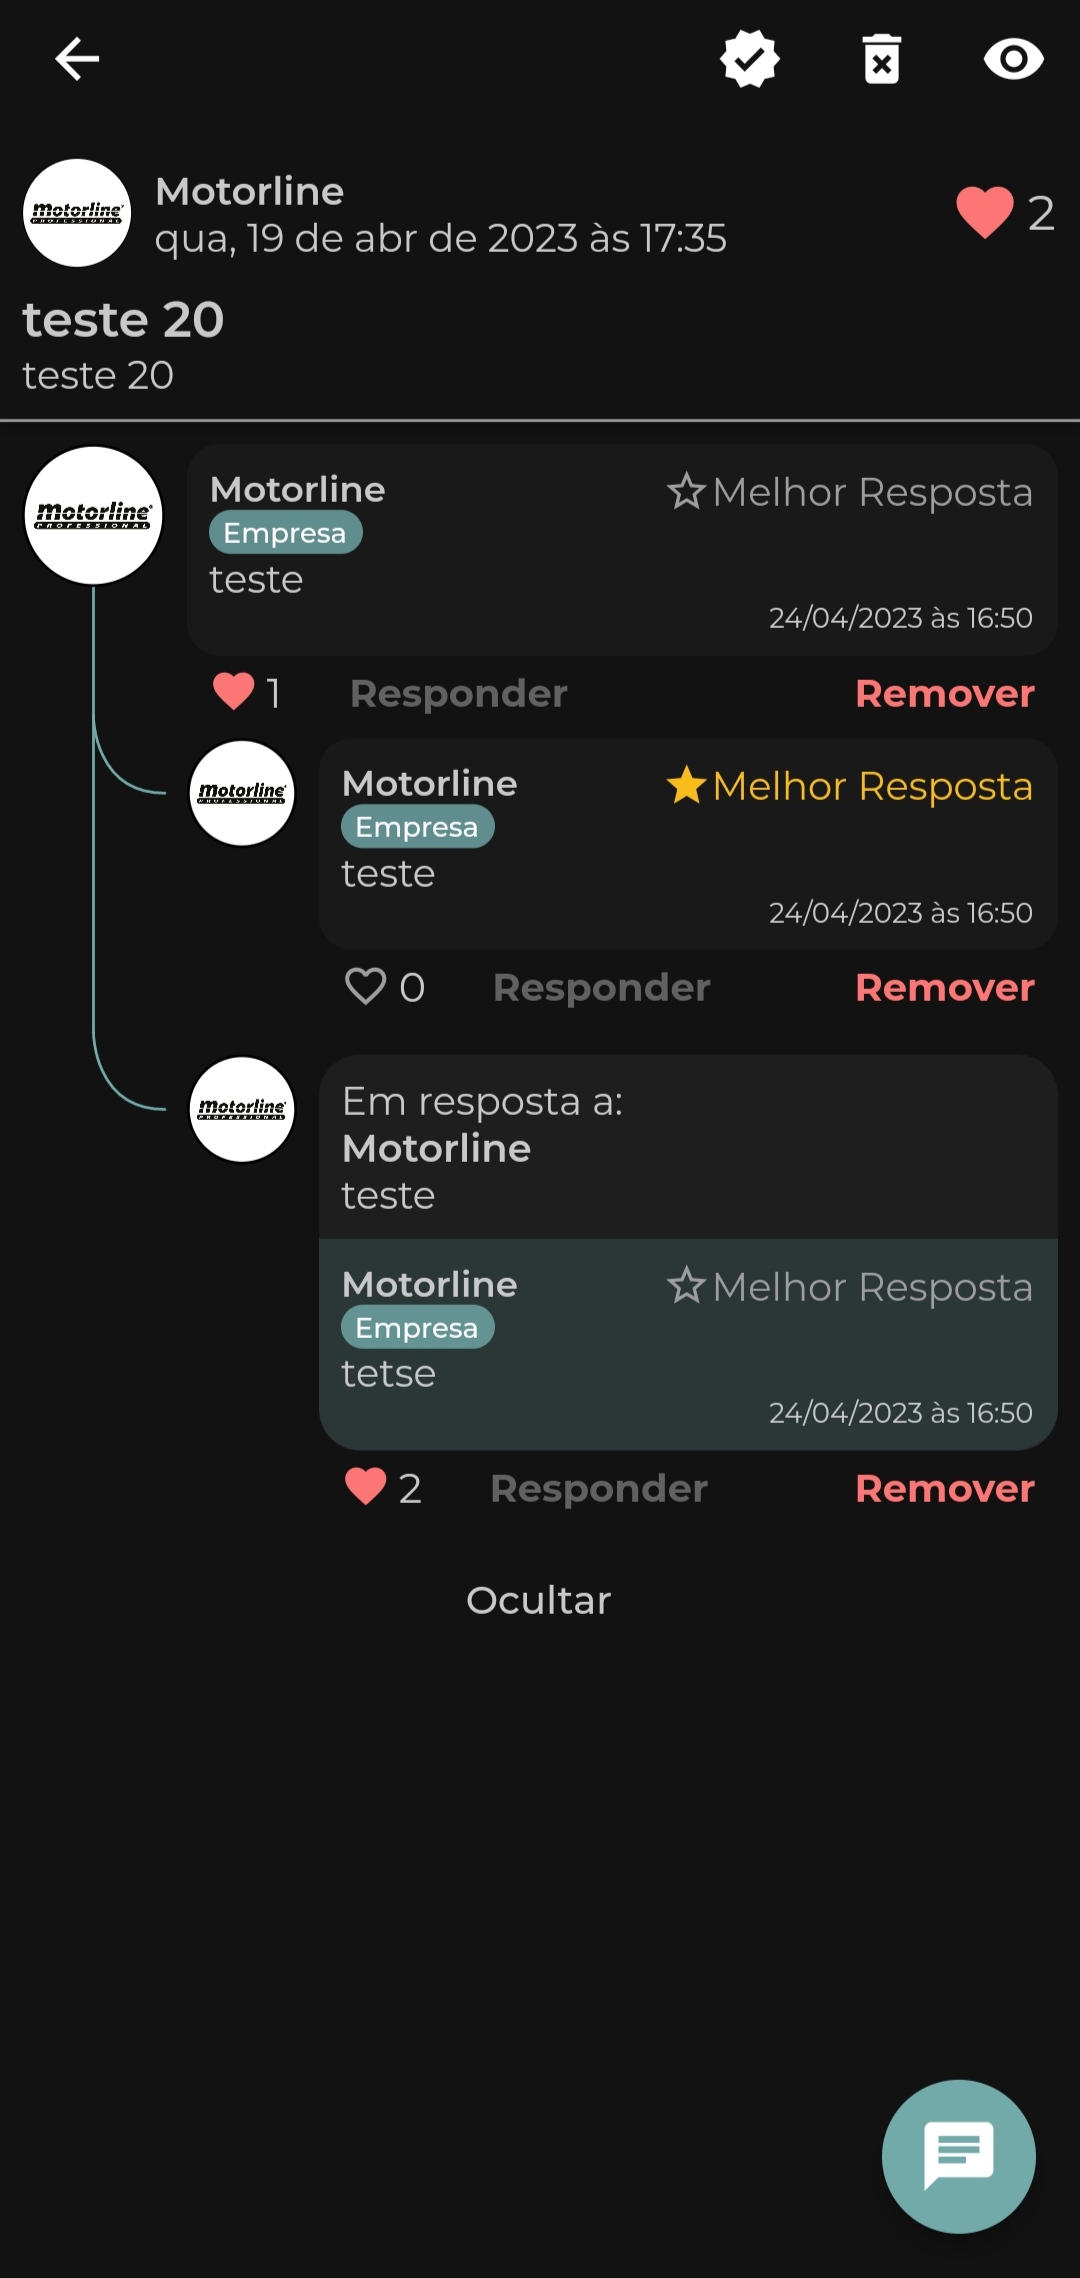 Motorline
PROFESSIONAL
Motorline
2
qua, 19 de abr de 2023 às 17:35
teste 20
teste 20
Motorline
PROFESSIONAL
Motorline
Melhor Resposta
Empresa
teste
24/04/2023 às 16:50
1
Responder
Remover
Motorline
PROFESSIONAL
Motorline
Melhor Resposta
Empresa
teste
24/04/2023 às 16:50
0
Responder
Remover
Motorline
PROFESSIONAL
Em resposta a:
Motorline
teste
Motorline
Melhor Resposta
Empresa
tetse
24/04/2023 às 16:50
2
Responder
Remover
Ocultar